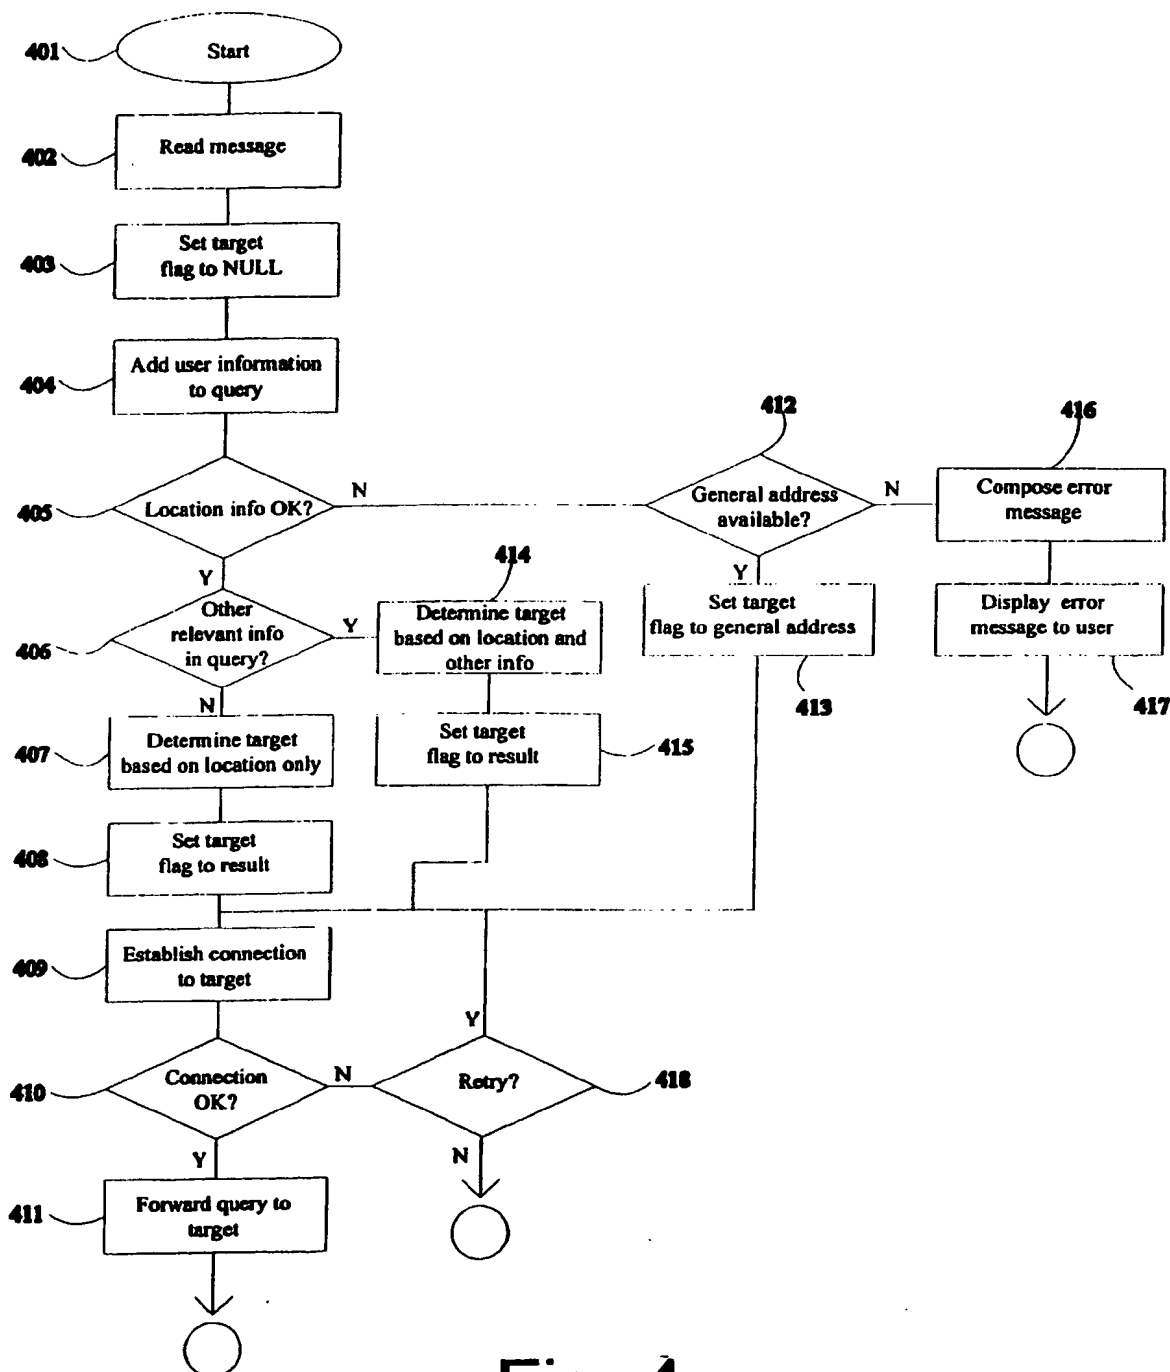 401
Start
402
Read message
403
Set target
flag to NULL
404
Add user information
to query
405
Location info OK?
N
Y
412
General address
available?
N
Y
416
Compose error
message
406
Other
relevant info
in query?
Y
N
414
Determine target
based on location and
other info
Set target
flag to general address
413
Display error
message to user
417
407
Determine target
based on location only
Set target
flag to result
415
408
Set target
flag to result
409
Establish connection
to target
410
Connection
OK?
N
Y
Y
Retry?
418
N
411
Forward query to
target